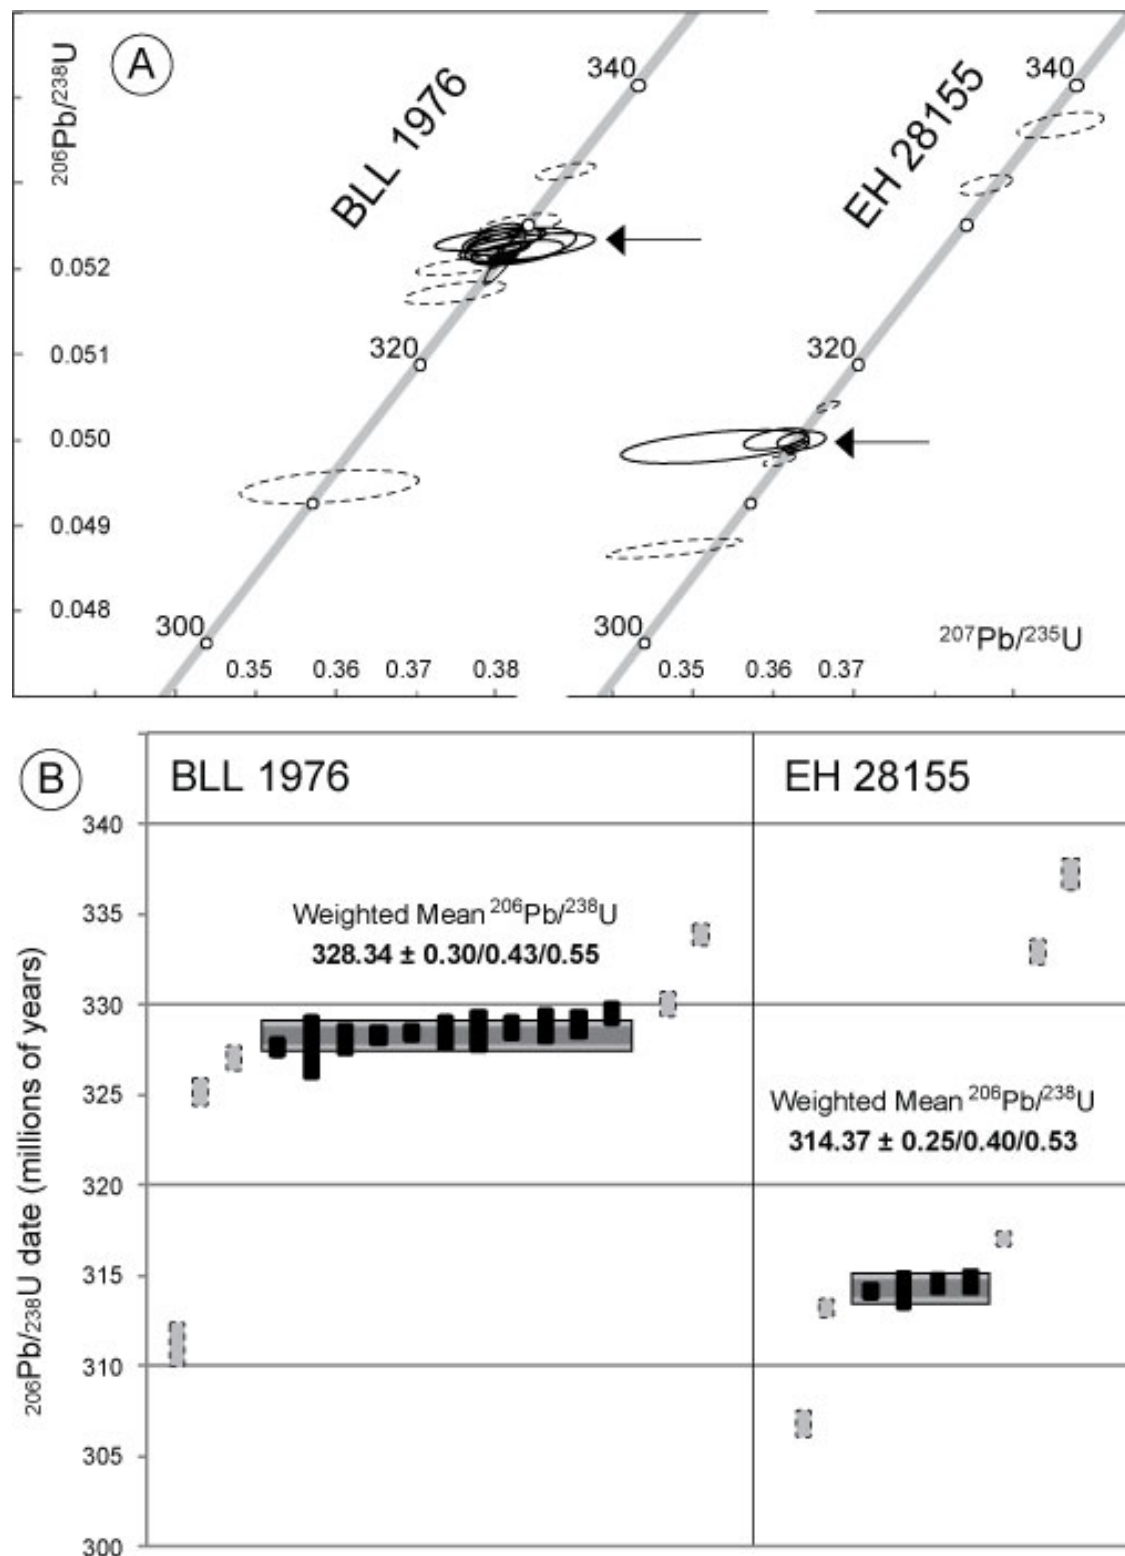 A
²⁰⁶Pb/²³⁸U
BLL 1976
EH 28155
340
340
0.052
320
320
0.051
0.050
0.049
0.048
300
300
²⁰⁷Pb/²³⁵U
0.35 0.36 0.37 0.38 0.35 0.36 0.37
B
BLL 1976
EH 28155
²⁰⁶Pb/²³⁸U date (millions of years)
340
335
330
325
320
315
310
305
300
Weighted Mean ²⁰⁶Pb/²³⁸U
328.34 ± 0.30/0.43/0.55
Weighted Mean ²⁰⁶Pb/²³⁸U
314.37 ± 0.25/0.40/0.53